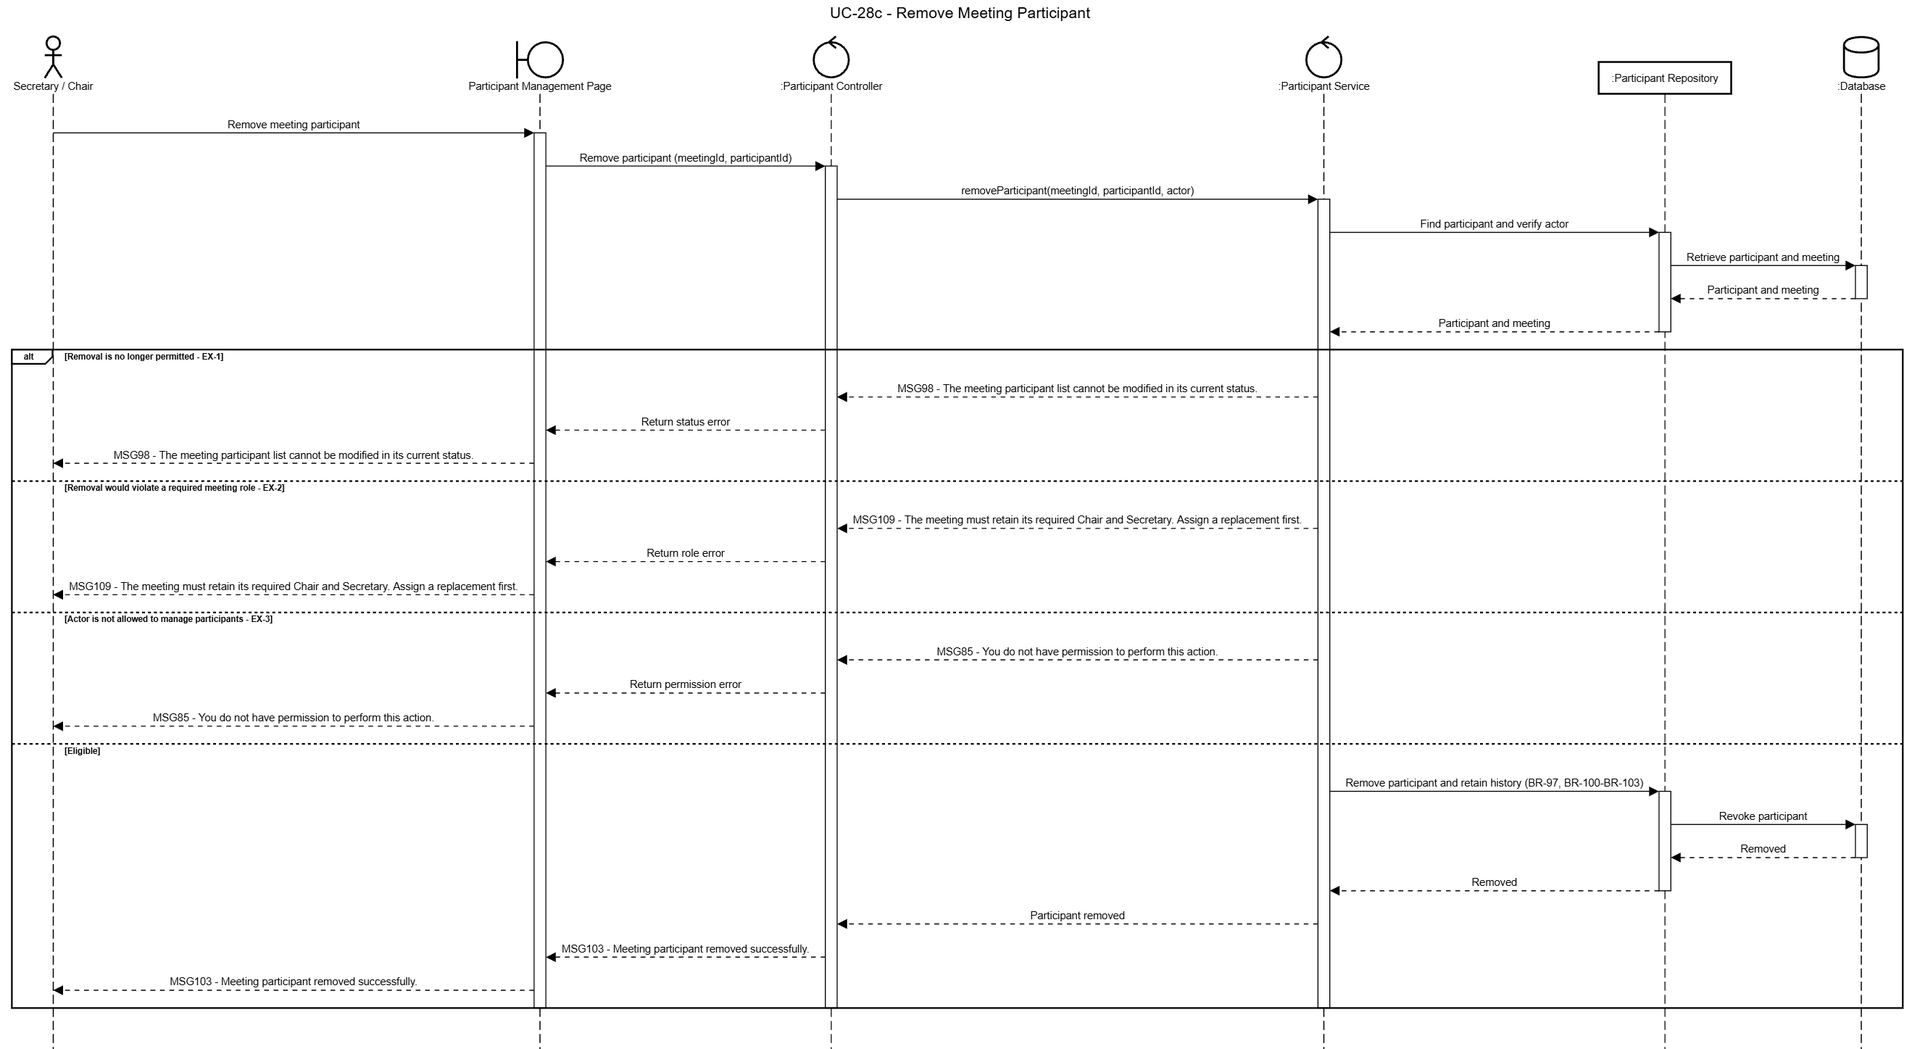 UC-28c - Remove Meeting Participant
Secretary / Chair
Participant Management Page
:Participant Controller
:Participant Service
:Participant Repository
:Database
Remove meeting participant
Remove participant (meetingId, participantId)
removeParticipant(meetingId, participantId, actor)
Find participant and verify actor
Retrieve participant and meeting
Participant and meeting
Participant and meeting
alt
[Removal is no longer permitted - EX-1]
MSG98 - The meeting participant list cannot be modified in its current status.
Return status error
MSG98 - The meeting participant list cannot be modified in its current status.
[Removal would violate a required meeting role - EX-2]
MSG109 - The meeting must retain its required Chair and Secretary. Assign a replacement first.
Return role error
MSG109 - The meeting must retain its required Chair and Secretary. Assign a replacement first.
[Actor is not allowed to manage participants - EX-3]
MSG85 - You do not have permission to perform this action.
Return permission error
MSG85 - You do not have permission to perform this action.
[Eligible]
Remove participant and retain history (BR-97, BR-100-BR-103)
Revoke participant
Removed
Removed
Participant removed
MSG103 - Meeting participant removed successfully.
MSG103 - Meeting participant removed successfully.